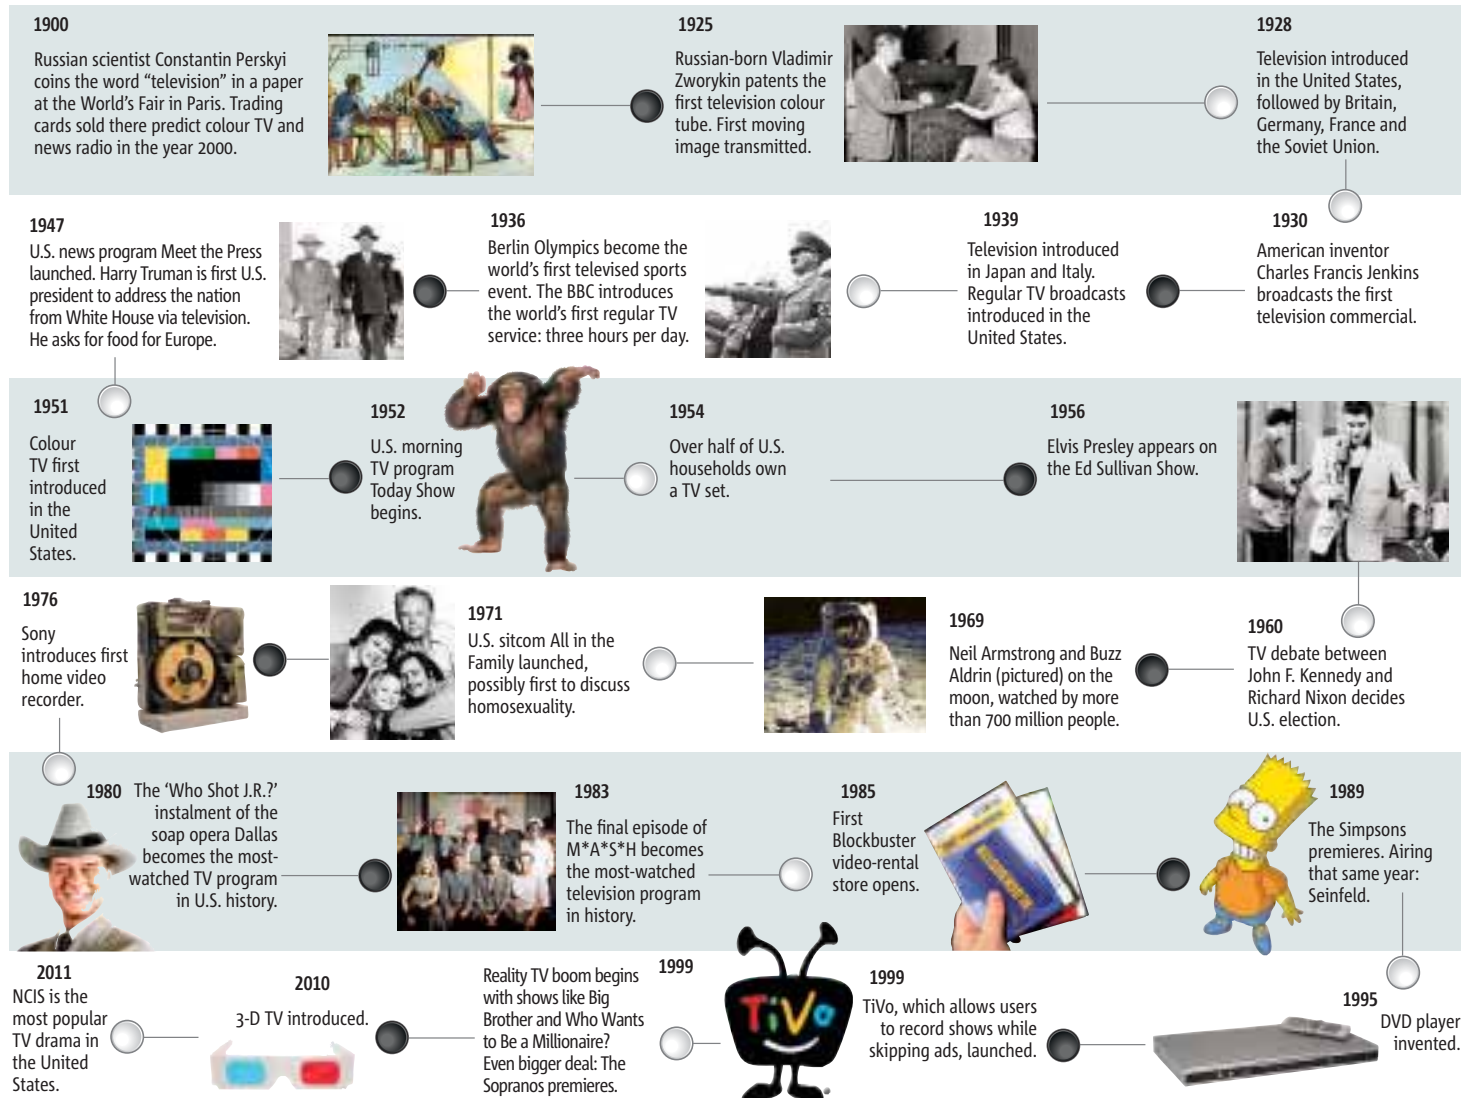 1900
Russian scientist Constantin Perskyi
coins the word “television” in a paper
at the World’s Fair in Paris. Trading
cards sold there predict colour TV and
news radio in the year 2000.
1925
Russian-born Vladimir
Zworykin patents the
first television colour
tube. First moving
image transmitted.
1928
Television introduced
in the United States,
followed by Britain,
Germany, France and
the Soviet Union.
1930
American inventor
Charles Francis Jenkins
broadcasts the first
television commercial.
1939
Television introduced
in Japan and Italy.
Regular TV broadcasts
introduced in the
United States.
1936
Berlin Olympics become the
world’s first televised sports
event. The BBC introduces
the world’s first regular TV
service: three hours per day.
1947
U.S. news program Meet the Press
launched. Harry Truman is first U.S.
president to address the nation
from White House via television.
He asks for food for Europe.
1951
Colour
TV first
introduced
in the
United
States.
1952
U.S. morning
TV program
Today Show
begins.
1954
Over half of U.S.
households own
a TV set.
1956
Elvis Presley appears on
the Ed Sullivan Show.
1960
TV debate between
John F. Kennedy and
Richard Nixon decides
U.S. election.
1969
Neil Armstrong and Buzz
Aldrin (pictured) on the
moon, watched by more
than 700 million people.
1971
U.S. sitcom All in the
Family launched,
possibly first to discuss
homosexuality.
1976
Sony
introduces first
home video
recorder.
1980
The ‘Who Shot J.R.?’
instalment of the
soap opera Dallas
becomes the most-
watched TV program
in U.S. history.
1983
The final episode of
M*A*S*H becomes
the most-watched
television program
in history.
1985
First
Blockbuster
video-rental
store opens.
1989
The Simpsons
premieres. Airing
that same year:
Seinfeld.
1995
DVD player
invented.
1999
TiVo, which allows users
to record shows while
skipping ads, launched.
TiVo
1999
Reality TV boom begins
with shows like Big
Brother and Who Wants
to Be a Millionaire?
Even bigger deal: The
Sopranos premieres.
2010
3-D TV introduced.
2011
NCIS is the
most popular
TV drama in
the United
States.